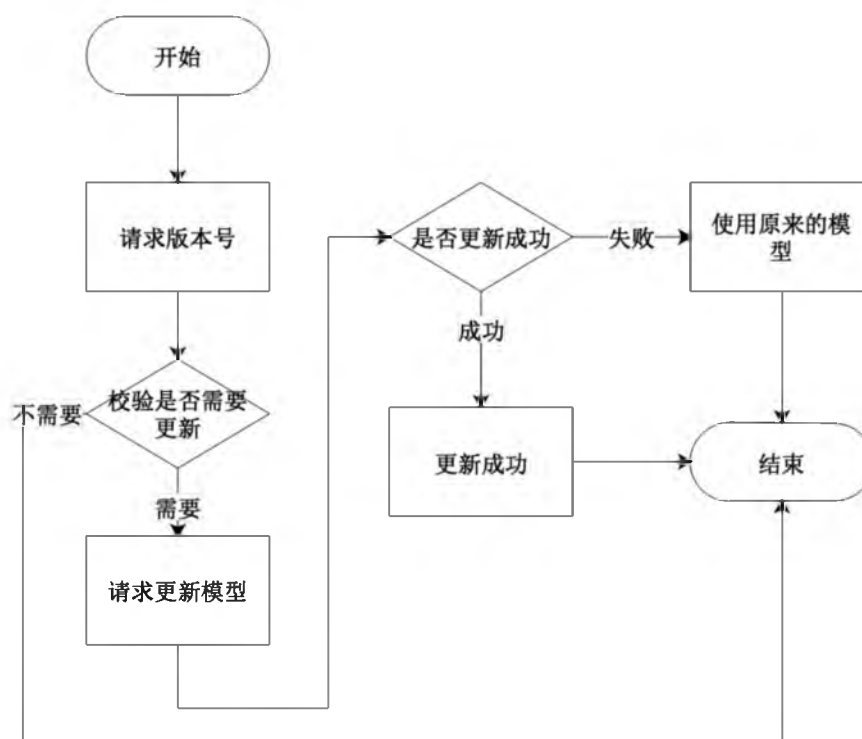 开始
请求版本号
校验是否需要
更新
不需要
需要
请求更新模型
是否更新成功
失败
使用原来的模
型
成功
更新成功
结束